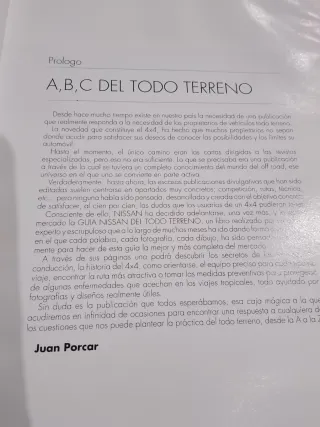 Prologo
A,B,C DEL TODO TERRENO
Desde hace mucho tiempo existe en nuestro país la necesidad de una publicación
que realmente responda a la necesidad de los propietarios de vehículos todo terreno.
La novedad que constituye el 4x4, ha hecho que muchos propietarios no sepan
donde acudir para satisfacer sus deseos de conocer las posibilidades y los límites su
automóvil.
Hasta el momento, el único camino eran las cartas dirigidas a las revistas
especializadas, pero eso no era suficiente. Lo que se precisaba era una publicación
a través de la cual se tuviera un completo conocimiento del mundo del off road, ese
universo en el que uno se convierte en parte activa.
Verdaderamente, hasta ahora, las escasas publicaciones divulgativas que han sido
editadas suelen centrarse en apartados muy concretos; competición, rutas, técnica,
etc... pero ninguna había sido pensada, desarrollada y creada con el objetivo concreto
de satisfacer, al cien por cien, las dudas que los usuarios de un 4x4 pudieran tener.
Consciente de ello, NISSAN ha decidido adelantarse, una vez más, y
mercado la GUIA NISSAN DEL TODO TERRENO, un libro realizado por
experto y escrupuloso que a lo largo de muchos meses ha ido dando forma
en el que cada palabra, cada fotografía, cada dibujo, ha sido pensado
mente para hacer de esta guía la mejor y más completa del mercado.
A través de sus páginas uno podrá descubrir los secretos de la
conducción, la historia del 4x4, como orientarse, el equipo preciso para
viaje, encontrar la ruta más atractiva o tomar las medidas preventivas
de algunas enfermedades que acechan en los viajes tropicales, todo ayudado por
fotografías y diseños realmente útiles.
Sin duda es la publicación que todos esperábamos, esa caja mágica a la que
acudiremos en infinidad de ocasiones para encontrar una respuesta a cualquiera de
las cuestiones que nos puede plantear la práctica del todo terreno, desde la A a la
Juan Porcar